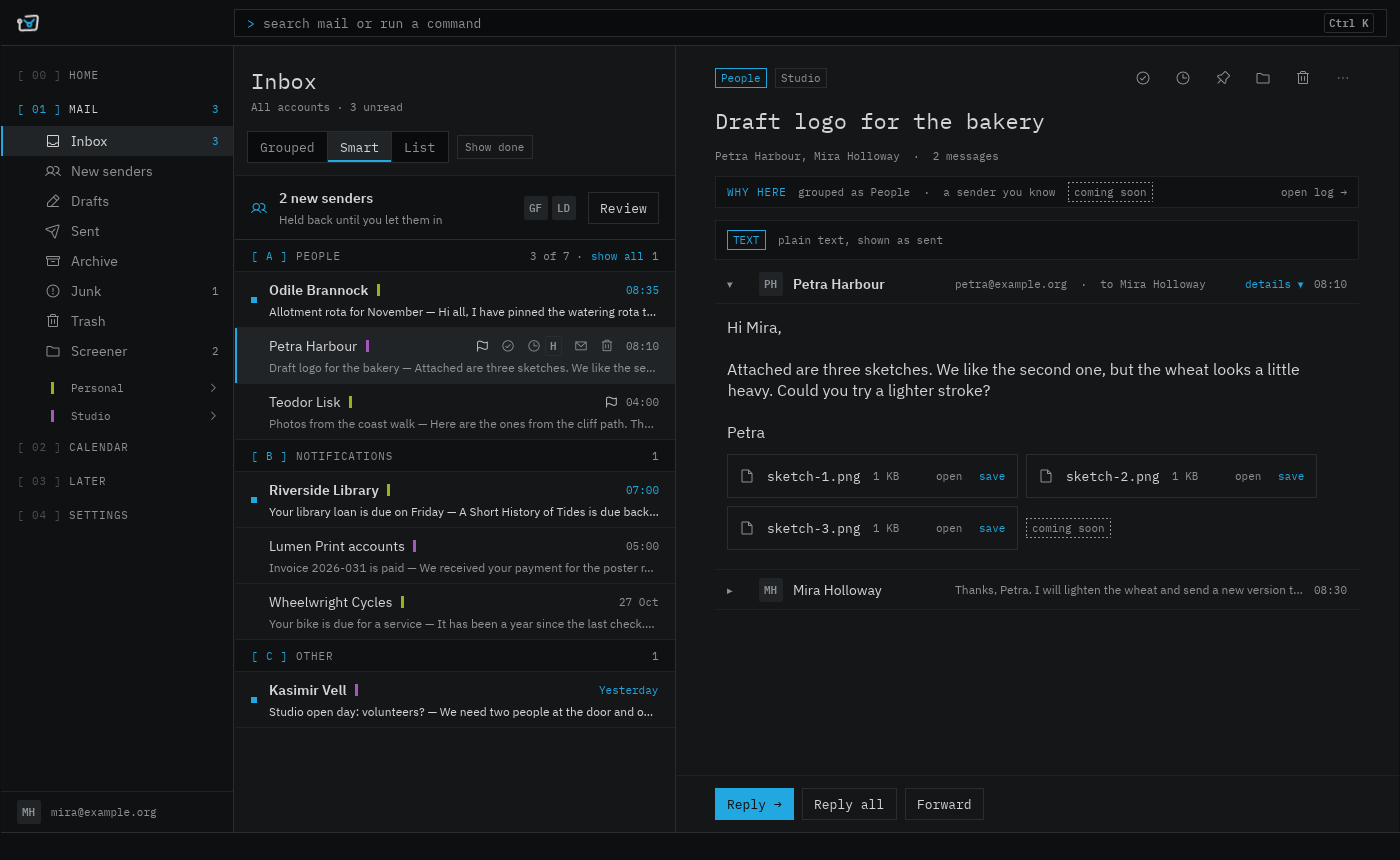 > search mail or run a command Ctrl K
[ 00 ] HOME
[ 01 ] MAIL 3
Inbox 3
New senders
Drafts
Sent
Archive
Junk 1
Trash
Screener 2
Personal
Studio
[ 02 ] CALENDAR
[ 03 ] LATER
[ 04 ] SETTINGS
MH mira@example.org
Inbox
All accounts · 3 unread
Grouped Smart List Show done
2 new senders
Held back until you let them in
GF LD Review
[ A ] PEOPLE 3 of 7 · show all 1
Odile Brannock 08:35
Allotment rota for November — Hi all, I have pinned the watering rota t…
Petra Harbour H 08:10
Draft logo for the bakery — Attached are three sketches. We like the se…
Teodor Lisk 04:00
Photos from the coast walk — Here are the ones from the cliff path. Th…
[ B ] NOTIFICATIONS 1
Riverside Library 07:00
Your library loan is due on Friday — A Short History of Tides is due back…
Lumen Print accounts 05:00
Invoice 2026-031 is paid — We received your payment for the poster r…
Wheelwright Cycles 27 Oct
Your bike is due for a service — It has been a year since the last check.…
[ C ] OTHER 1
Kasimir Vell Yesterday
Studio open day: volunteers? — We need two people at the door and o…
People Studio
Draft logo for the bakery
Petra Harbour, Mira Holloway · 2 messages
WHY HERE grouped as People · a sender you know coming soon open log →
TEXT plain text, shown as sent
PH Petra Harbour petra@example.org · to Mira Holloway details ▾ 08:10
Hi Mira,
Attached are three sketches. We like the second one, but the wheat looks a little
heavy. Could you try a lighter stroke?
Petra
sketch-1.png 1 KB open save
sketch-2.png 1 KB open save
sketch-3.png 1 KB open save
coming soon
MH Mira Holloway Thanks, Petra. I will lighten the wheat and send a new version t… 08:30
Reply → Reply all Forward